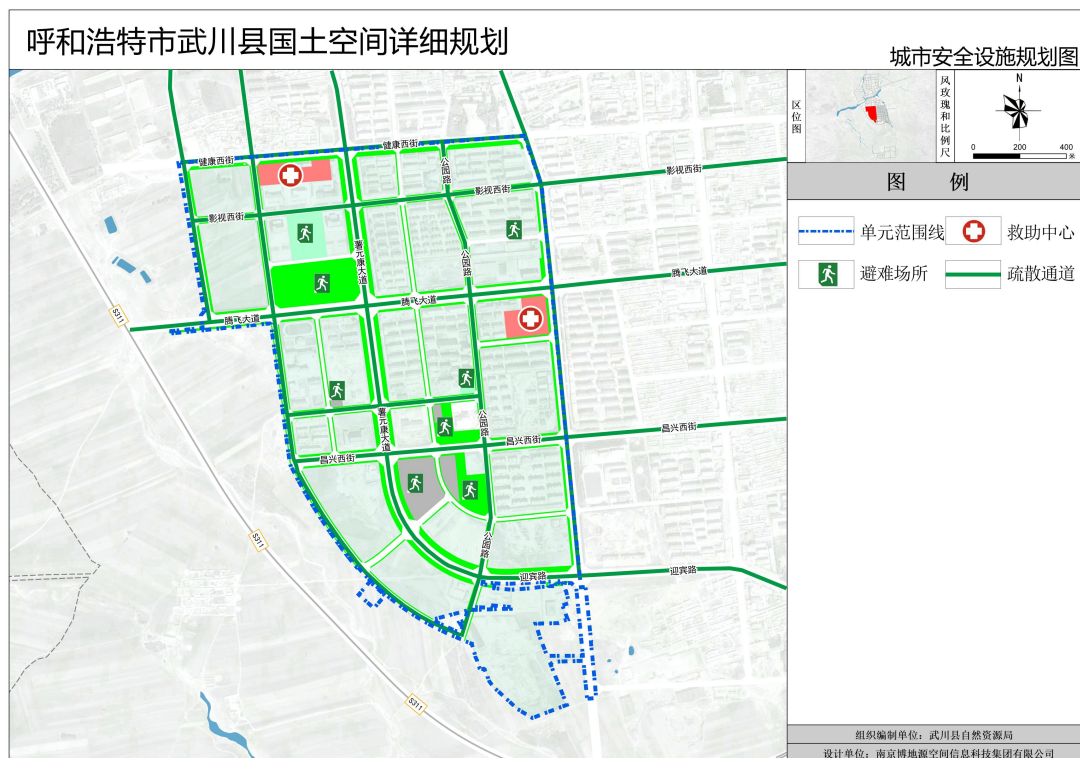 呼和浩特市武川县国土空间详细规划
城市安全设施规划图
区位图
风玫瑰和比例尺
N
0 200 400
米
图 例
单元范围线
救助中心
避难场所
疏散通道
健康西街
健康西街
公园路
影视西街
影视西街
影视西街
薯元康大道
公园路
腾飞大道
腾飞大道
腾飞大道
S311
薯元康大道
公园路
昌兴西街
昌兴西街
昌兴西街
S311
公园路
迎宾路
迎宾路
S311
组织编制单位：武川县自然资源局
设计单位：南京博地源空间信息科技集团有限公司